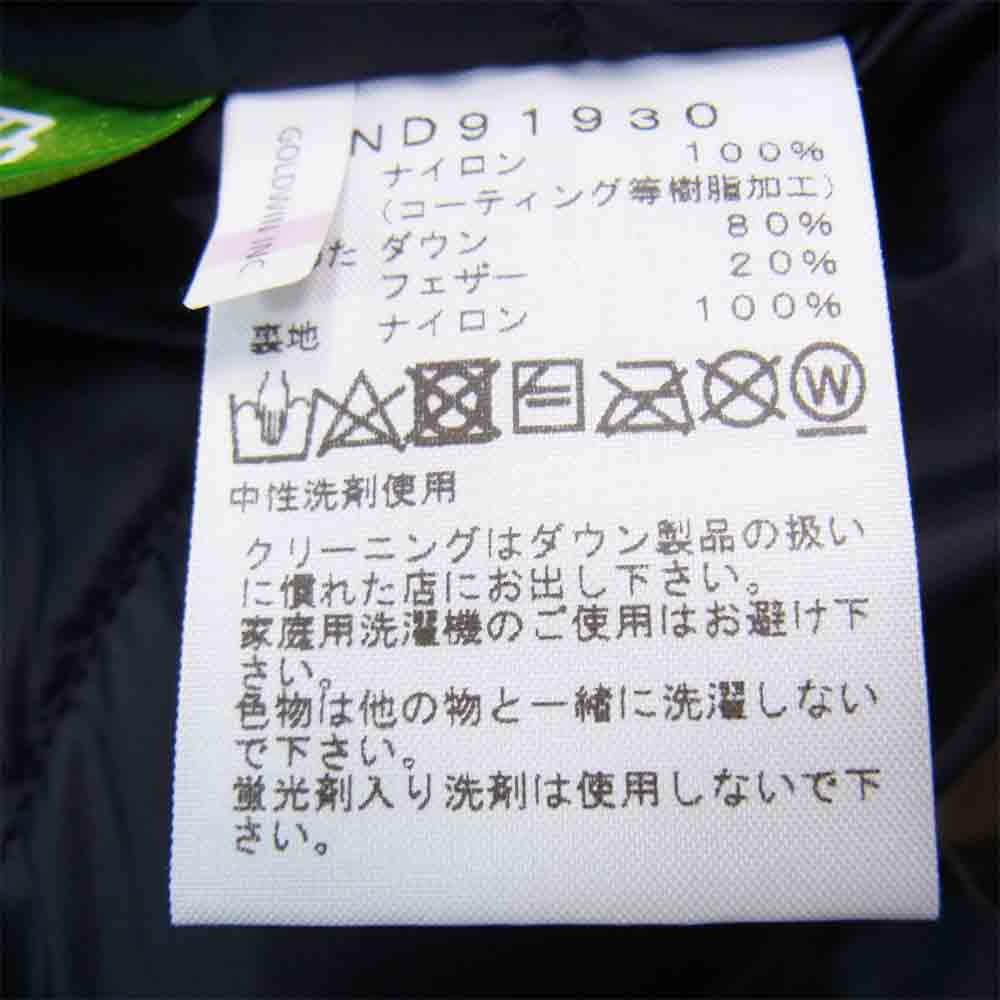 GOLDWIN INC
ND91930
ナイロン 100%
(コーティング等樹脂加工)
た ダウン 80%
フェザー 20%
裏地 ナイロン 100%
W
中性洗剤使用
クリーニングはダウン製品の扱い
に慣れた店にお出し下さい。
家庭用洗濯機のご使用はお避け下
さい。
色物は他の物と一緒に洗濯しない
で下さい。
蛍光剤入り洗剤は使用しないで下
さい。